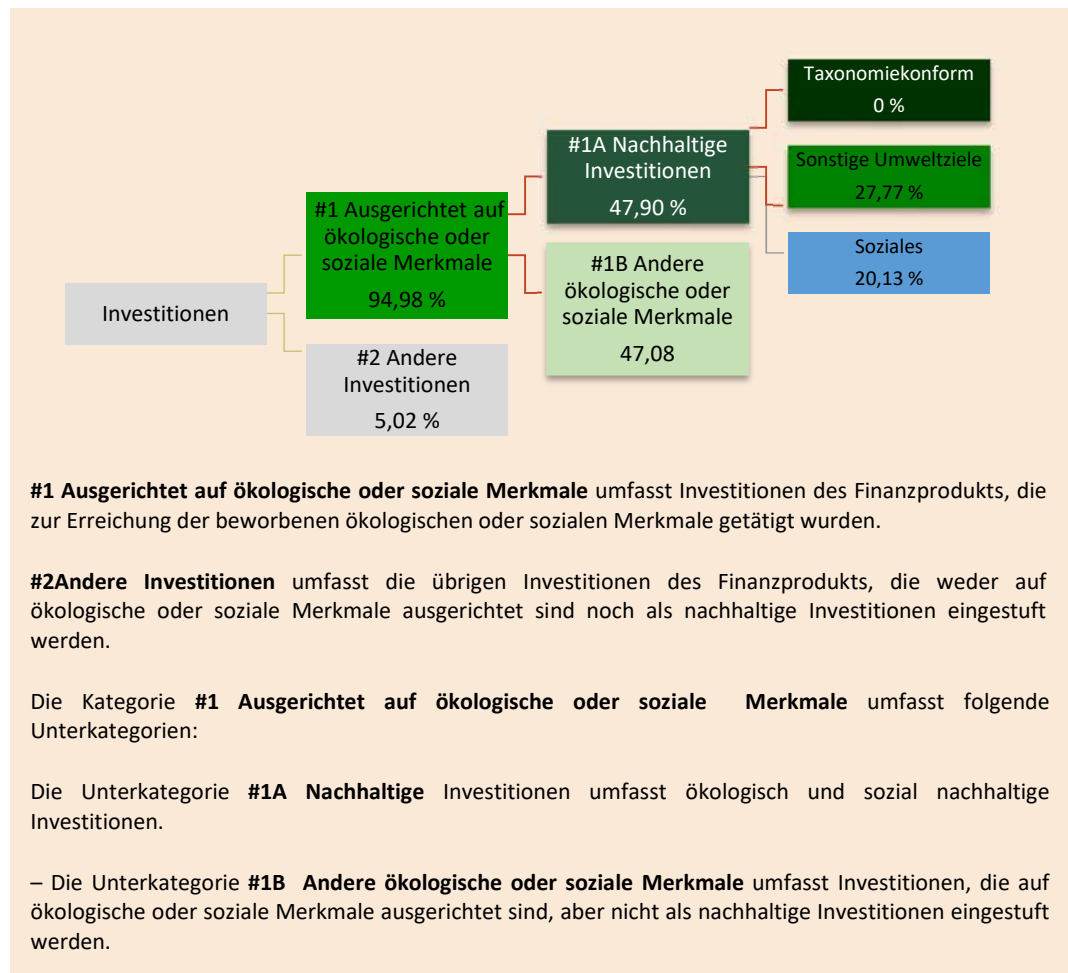 Taxonomiekonform
0 %
#1A Nachhaltige
Investitionen
47,90 %
Sonstige Umweltziele
27,77 %
#1 Ausgerichtet auf
ökologische oder
soziale Merkmale
94,98 %
Soziales
20,13 %
#1B Andere
ökologische oder
soziale Merkmale
47,08
Investitionen
#2 Andere
Investitionen
5,02 %
#1 Ausgerichtet auf ökologische oder soziale Merkmale umfasst Investitionen des Finanzprodukts, die
zur Erreichung der beworbenen ökologischen oder sozialen Merkmale getätigt wurden.
#2Andere Investitionen umfasst die übrigen Investitionen des Finanzprodukts, die weder auf
ökologische oder soziale Merkmale ausgerichtet sind noch als nachhaltige Investitionen eingestuft
werden.
Die Kategorie #1 Ausgerichtet auf ökologische oder soziale Merkmale umfasst folgende
Unterkategorien:
Die Unterkategorie #1A Nachhaltige Investitionen umfasst ökologisch und sozial nachhaltige
Investitionen.
– Die Unterkategorie #1B Andere ökologische oder soziale Merkmale umfasst Investitionen, die auf
ökologische oder soziale Merkmale ausgerichtet sind, aber nicht als nachhaltige Investitionen eingestuft
werden.